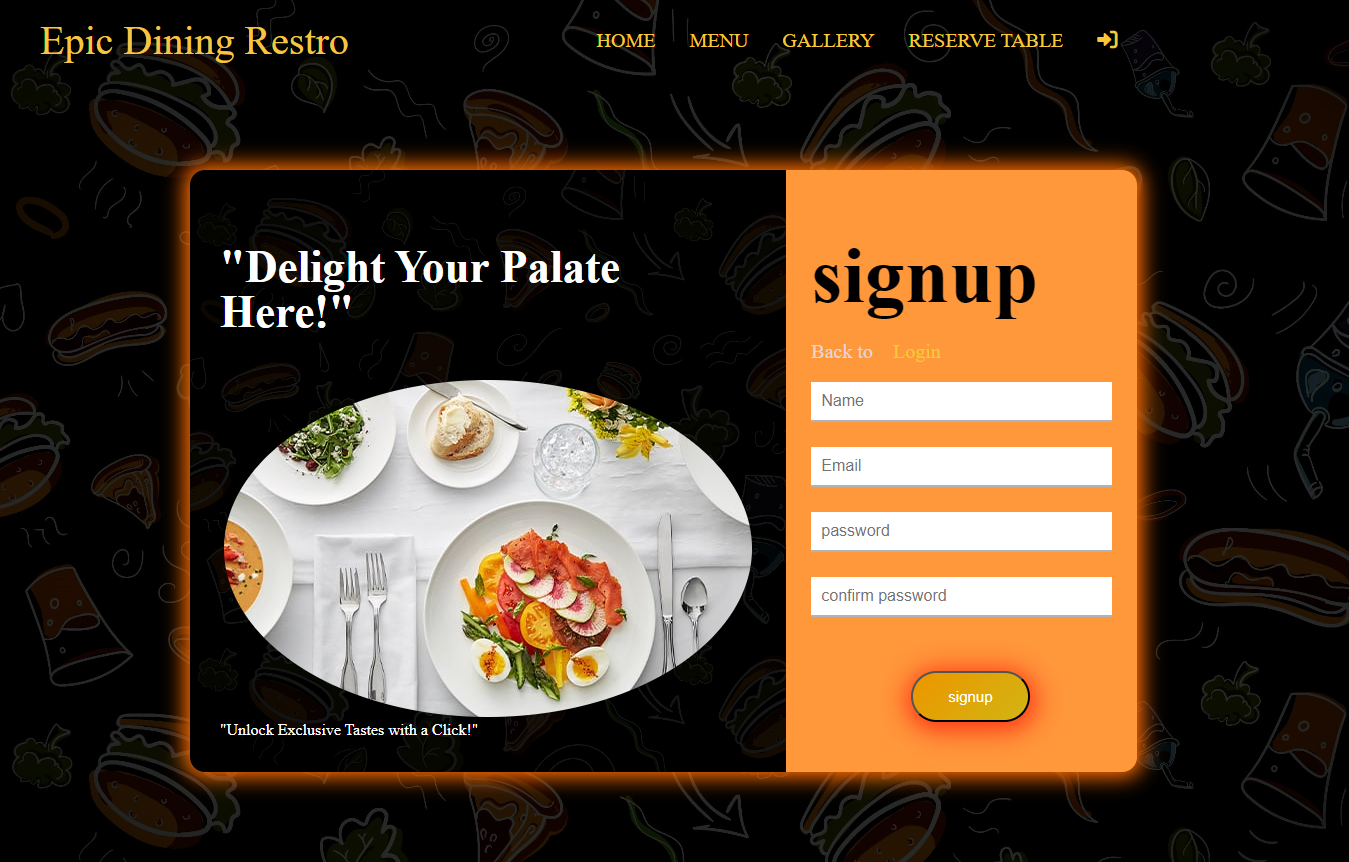 Epic Dining Restro
HOME MENU GALLERY RESERVE TABLE
"Delight Your Palate
Here!"
"Unlock Exclusive Tastes with a Click!"
signup
Back to Login
Name
Email
password
confirm password
signup